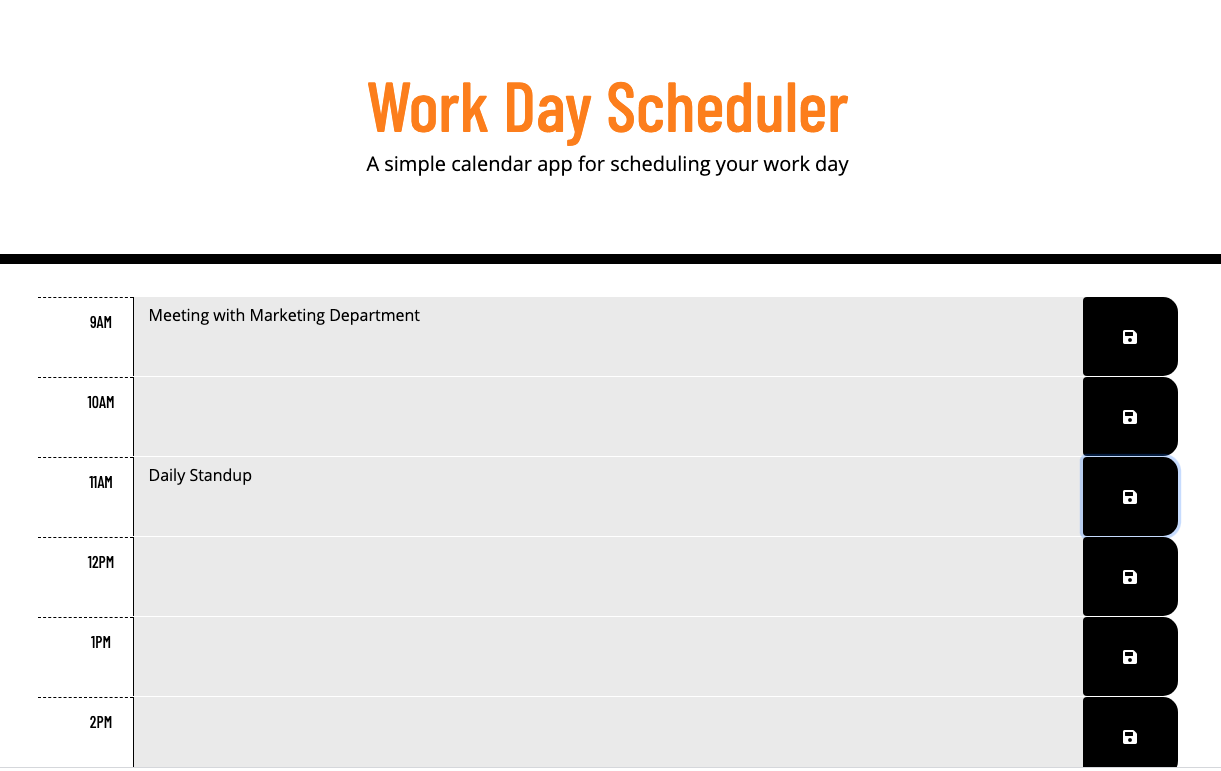 Work Day Scheduler
A simple calendar app for scheduling your work day
9AM
Meeting with Marketing Department
10AM
11AM
Daily Standup
12PM
1PM
2PM